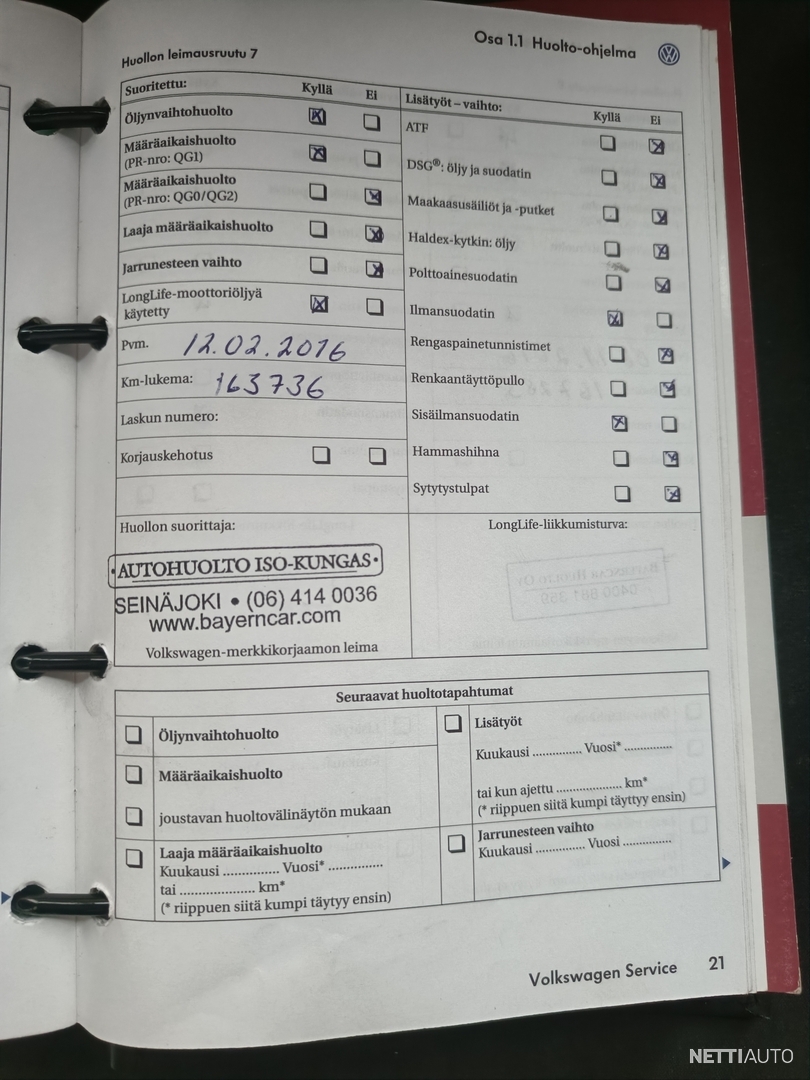 Osa 1.1 Huolto-ohjelma
Huollon leimausruutu 7
Suoritettu: Kyllä Ei
Öljynvaihtohuolto
Määräaikaishuolto
(PR-nro: QG1)
Määräaikaishuolto
(PR-nro: QG0/QG2)
Laaja määräaikaishuolto
Jarrunesteen vaihto
LongLife-moottoriöljyä
käytetty
Pvm. 12.02.2016
Km-lukema: 163736
Laskun numero:
Korjauskehotus
Lisätyöt – vaihto: Kyllä Ei
ATF
DSG®: öljy ja suodatin
Maakaasusäiliöt ja -putket
Haldex-kytkin: öljy
Polttoainesuodatin
Ilmansuodatin
Rengaspainetunnistimet
Renkaantäyttöpullo
Sisäilmansuodatin
Hammashihna
Sytytystulpat
Huollon suorittaja:
·AUTOHUOLTO ISO-KUNGAS·
SEINÄJOKI • (06) 414 0036
www.bayerncar.com
Volkswagen-merkkikorjaamon leima
LongLife-liikkumisturva:
Seuraavat huoltotapahtumat
Öljynvaihtohuolto
Määräaikaishuolto
joustavan huoltovälinäytön mukaan
Laaja määräaikaishuolto
Kuukausi ............... Vuosi* ...............
tai .................... km*
(* riippuen siitä kumpi täytyy ensin)
Lisätyöt
Kuukausi ............. Vuosi* .............
tai kun ajettu .................. km*
(* riippuen siitä kumpi täyttyy ensin)
Jarrunesteen vaihto
Kuukausi ............. Vuosi .............
Volkswagen Service 21
NETTIAUTO